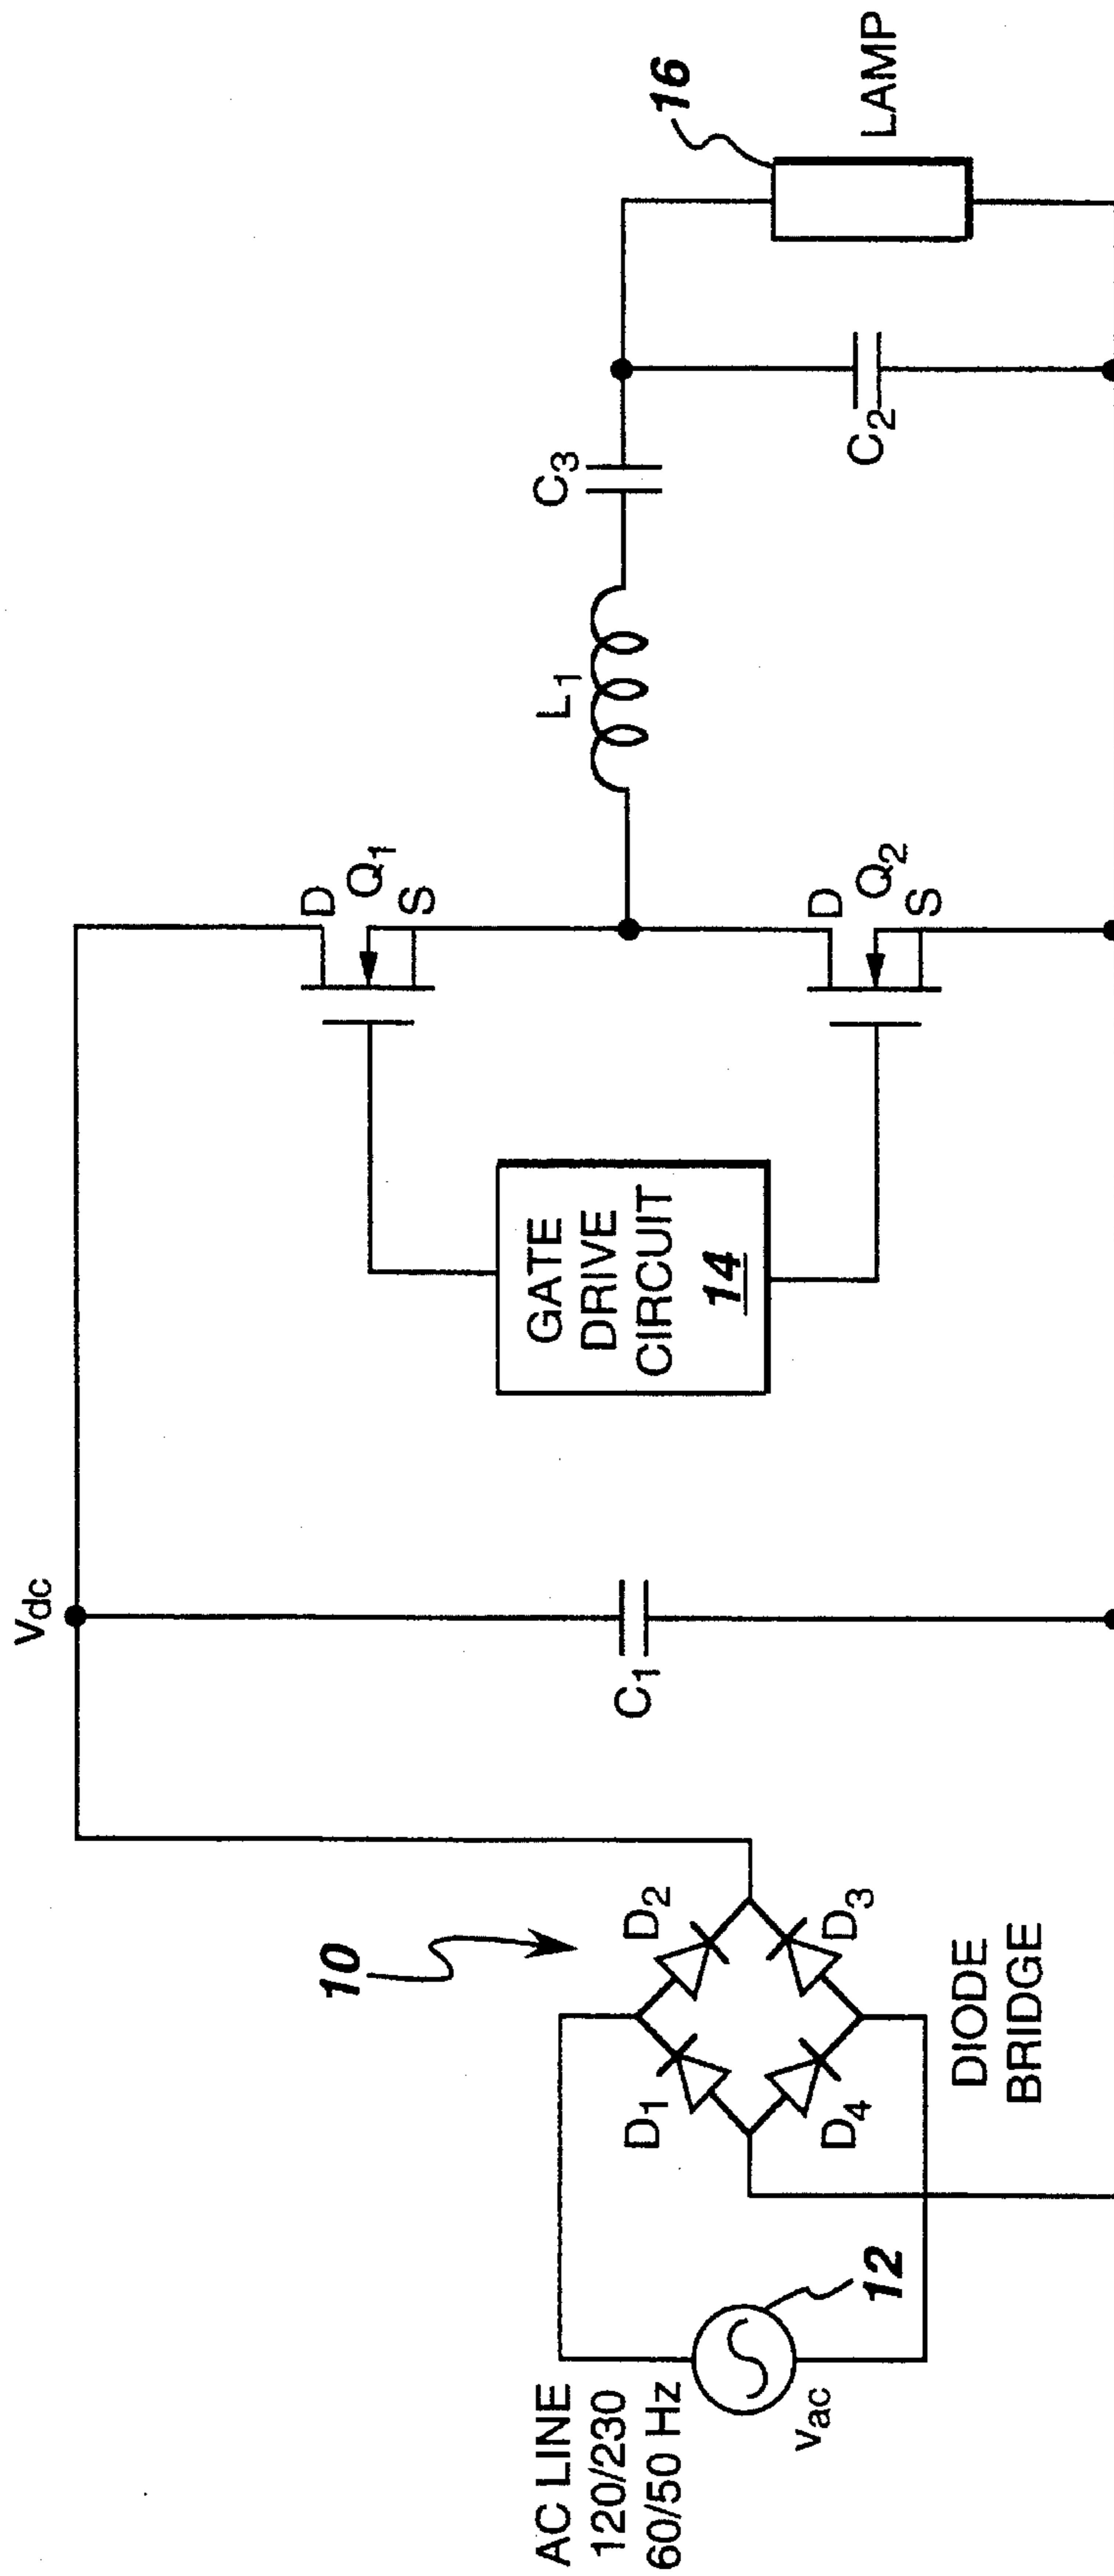 AC LINE
120/230
60/50 Hz
vac
12
10
D1
D2
D3
D4
DIODE
BRIDGE
Vdc
C1
GATE
DRIVE
CIRCUIT
14
D
Q1
S
D
Q2
S
L1
C3
C2
16
LAMP